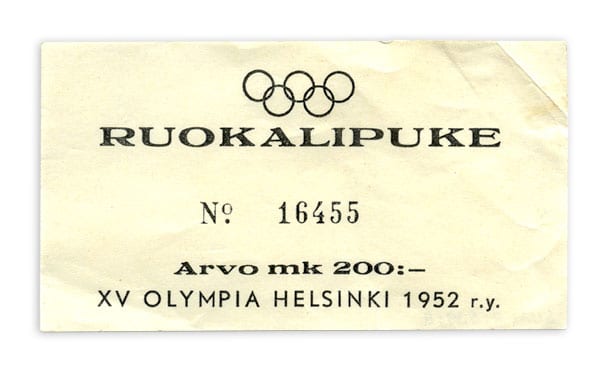 RUOKALIPUKE
Nº 16455
Arvo mk 200:–
XV OLYMPIA HELSINKI 1952 r.y.